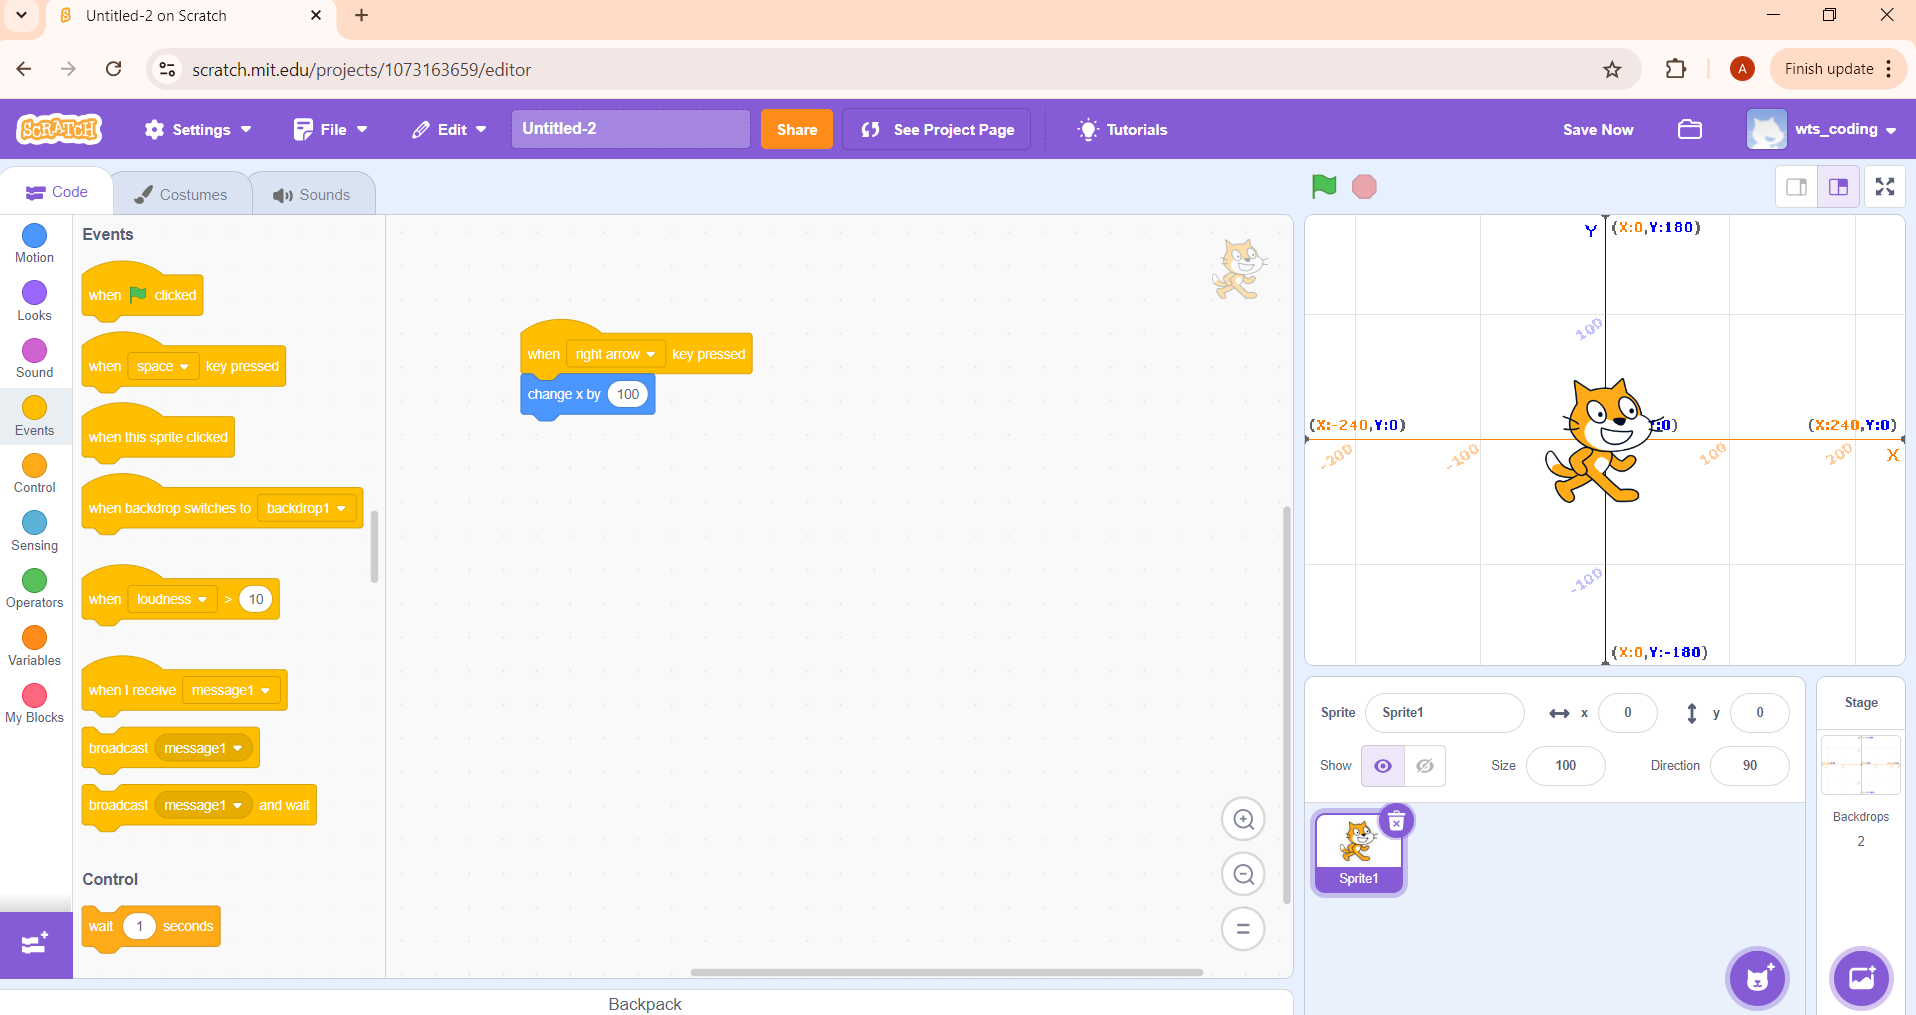 Untitled-2 on Scratch
scratch.mit.edu/projects/1073163659/editor
A
Finish update
SCRATCH
Settings
File
Edit
Untitled-2
Share
See Project Page
Tutorials
Save Now
wts_coding
Code
Costumes
Sounds
Motion
Looks
Sound
Events
Control
Sensing
Operators
Variables
My Blocks
Events
when clicked
when space key pressed
when this sprite clicked
when backdrop switches to backdrop1
when loudness > 10
when I receive message1
broadcast message1
broadcast message1 and wait
Control
wait 1 seconds
when right arrow key pressed
change x by 100
Backpack
Y (X:0,Y:180)
100
(X:-240,Y:0) :0) (X:240,Y:0)
-200 -100 100 200 X
-100
(X:0,Y:-180)
Sprite Sprite1 x 0 y 0
Show Size 100 Direction 90
Sprite1
Stage
Backdrops
2